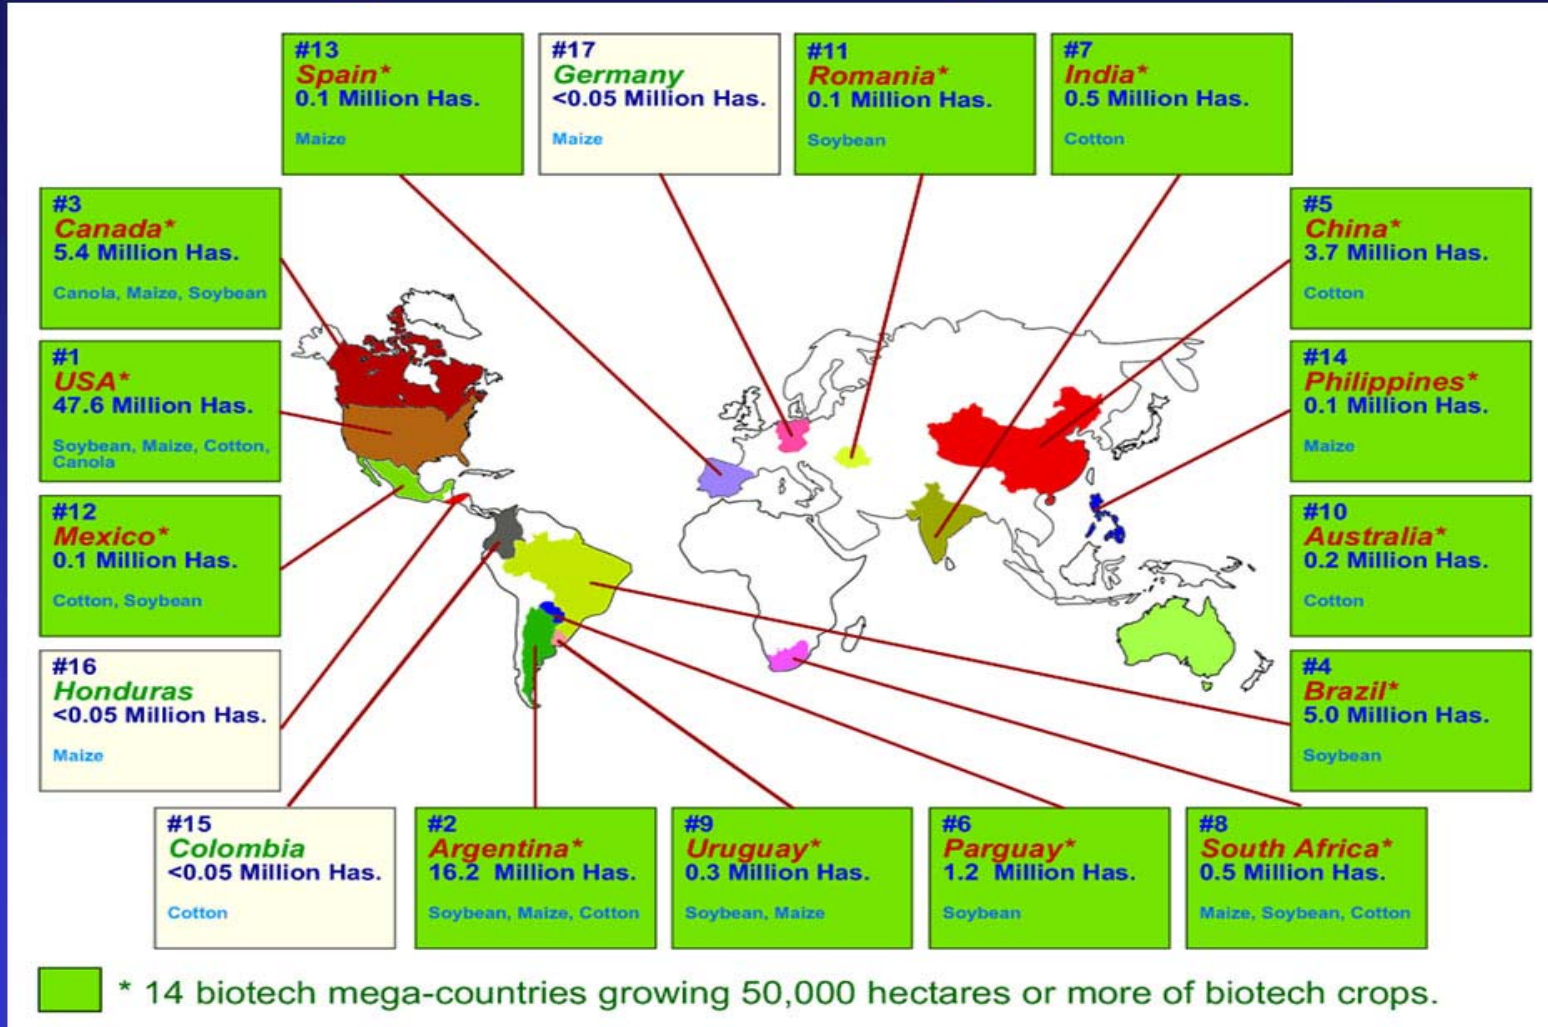 #13
Spain*
0.1 Million Has.
Maize
#17
Germany
<0.05 Million Has.
Maize
#11
Romania*
0.1 Million Has.
Soybean
#7
India*
0.5 Million Has.
Cotton
#3
Canada*
5.4 Million Has.
Canola, Maize, Soybean
#5
China*
3.7 Million Has.
Cotton
#1
USA*
47.6 Million Has.
Soybean, Maize, Cotton,
Canola
#14
Philippines*
0.1 Million Has.
Maize
#12
Mexico*
0.1 Million Has.
Cotton, Soybean
#10
Australia*
0.2 Million Has.
Cotton
#16
Honduras
<0.05 Million Has.
Maize
#4
Brazil*
5.0 Million Has.
Soybean
#15
Colombia
<0.05 Million Has.
Cotton
#2
Argentina*
16.2 Million Has.
Soybean, Maize, Cotton
#9
Uruguay*
0.3 Million Has.
Soybean, Maize
#6
Parguay*
1.2 Million Has.
Soybean
#8
South Africa*
0.5 Million Has.
Maize, Soybean, Cotton
* 14 biotech mega-countries growing 50,000 hectares or more of biotech crops.